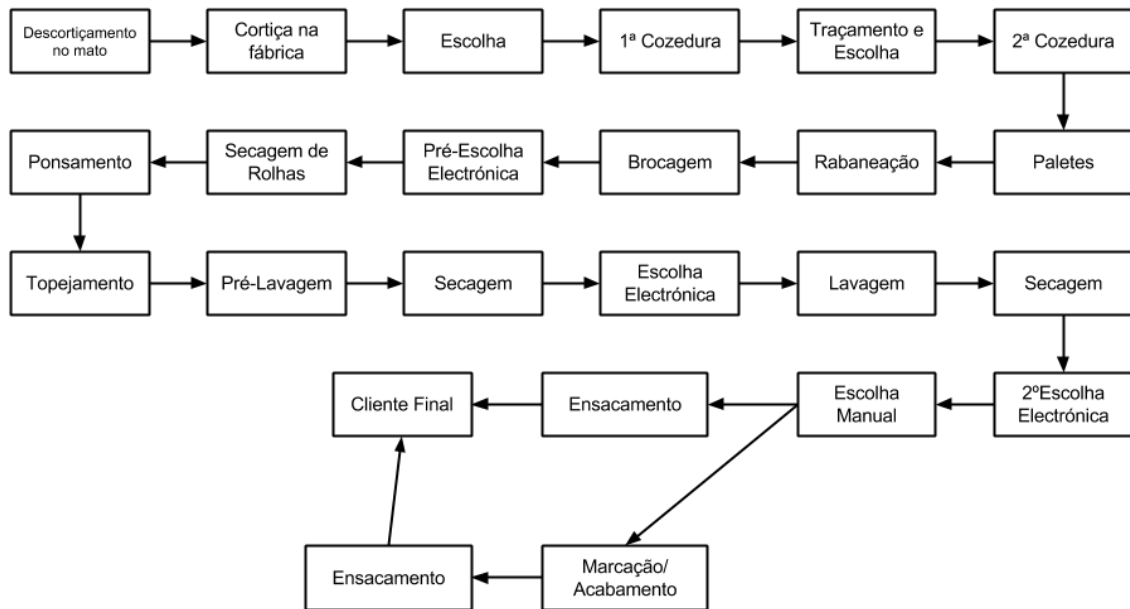 Descortiçamento
no mato
Cortiça na
fábrica
Escolha
1ª Cozedura
Traçamento e
Escolha
2ª Cozedura
Ponsamento
Secagem de
Rolhas
Pré-Escolha
Electrónica
Brocagem
Rabaneação
Paletes
Topejamento
Pré-Lavagem
Secagem
Escolha
Electrónica
Lavagem
Secagem
Cliente Final
Ensacamento
Escolha
Manual
2ºEscolha
Electrónica
Ensacamento
Marcação/
Acabamento